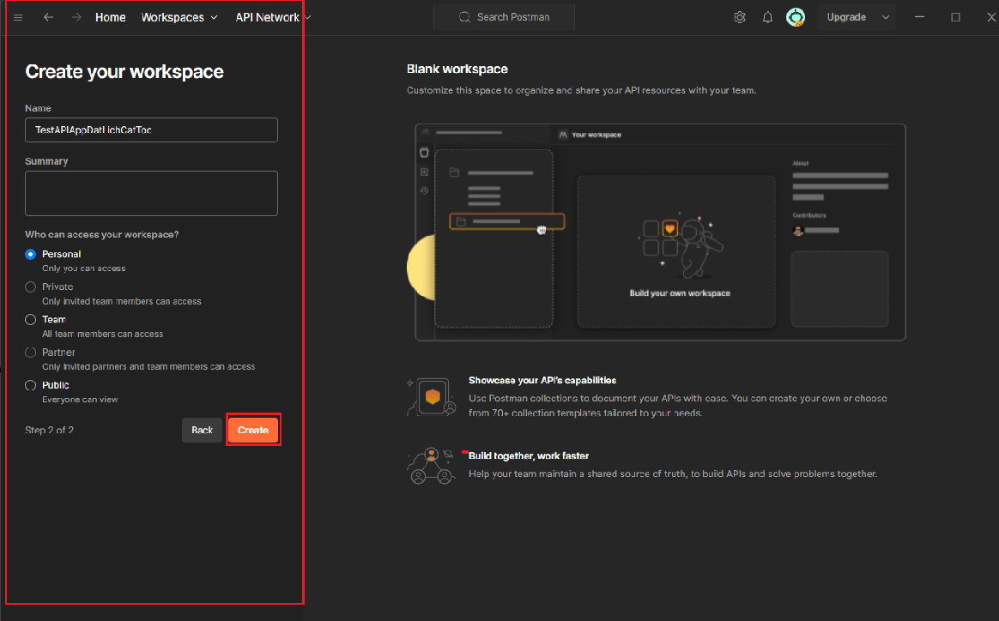 Home Workspaces API Network Search Postman Upgrade
Create your workspace
Name
TestAPIAppDatLichCatToc
Summary
Who can access your workspace?
Personal
Only you can access
Private
Only invited team members can access
Team
All team members can access
Partner
Only invited partners and team members can access
Public
Everyone can view
Step 2 of 2 Back Create
Blank workspace
Customize this space to organize and share your API resources with your team.
Your workspace
About
Contributors
Build your own workspace
Showcase your API's capabilities
Use Postman collections to document your APIs with ease. You can create your own or choose
from 70+ collection templates tailored to your needs.
Build together, work faster
Help your team maintain a shared source of truth, to build APIs and solve problems together.